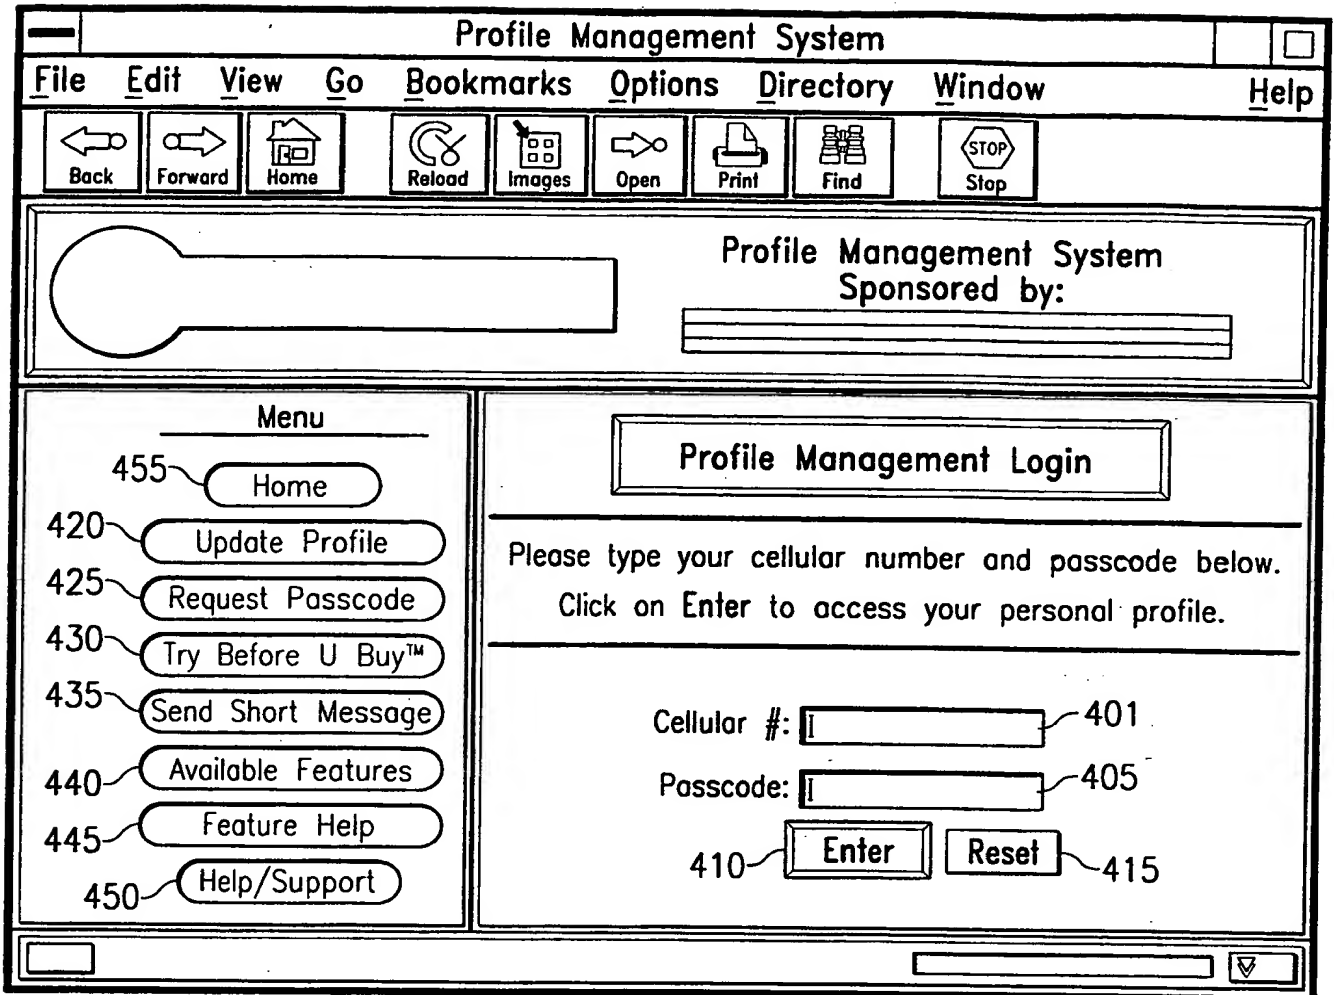 Profile Management System
File Edit View Go Bookmarks Options Directory Window Help
Back Forward Home Reload Images Open Print Find STOP Stop
Profile Management System
Sponsored by:
Menu
455 Home
420 Update Profile
425 Request Passcode
430 Try Before U Buy™
435 Send Short Message
440 Available Features
445 Feature Help
450 Help/Support
Profile Management Login
Please type your cellular number and passcode below.
Click on Enter to access your personal profile.
Cellular #: 401
Passcode: 405
410 Enter Reset 415